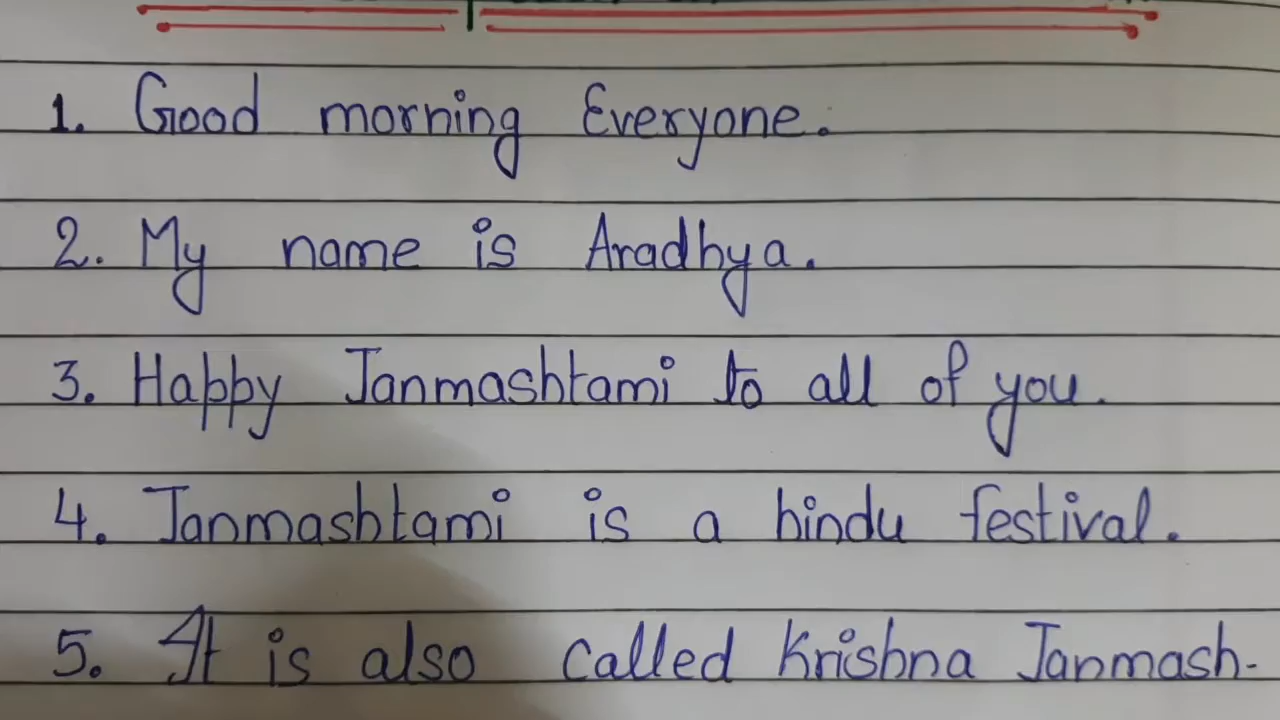 1. Good morning Everyone.
2. My name is Aradhya.
3. Happy Janmashtami to all of you.
4. Janmashtami is a hindu festival.
5. It is also called Krishna Janmash-